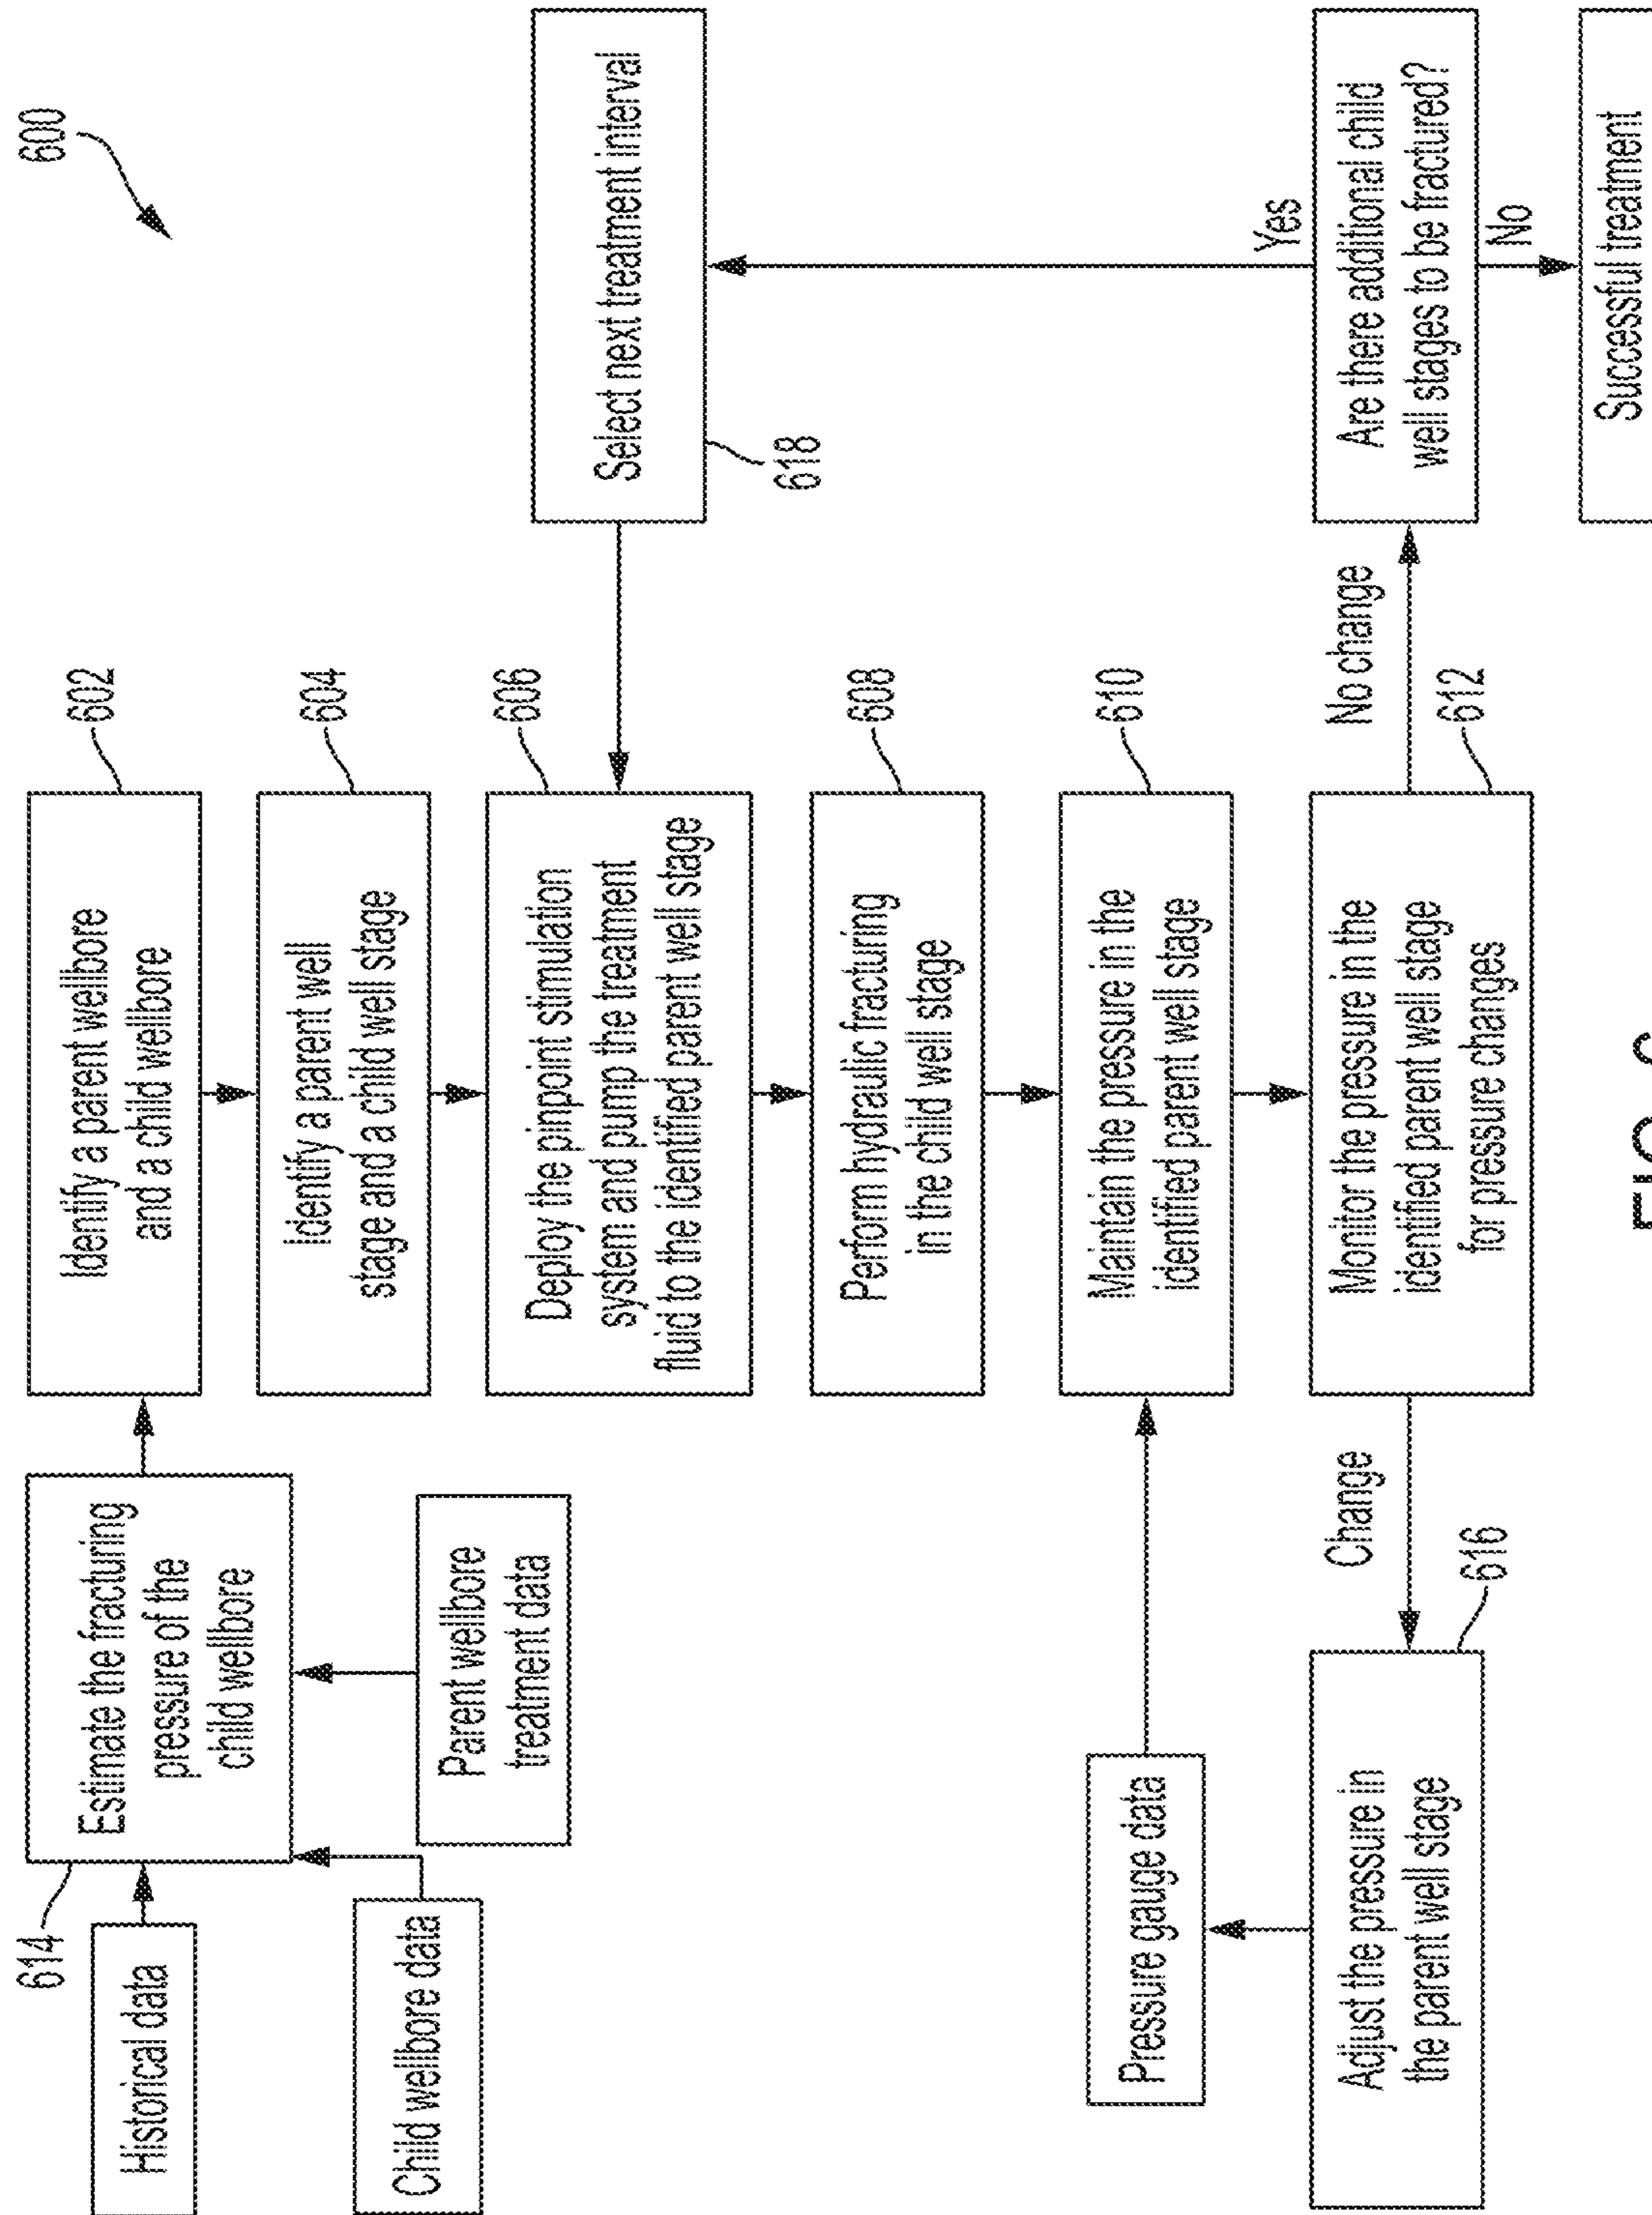 600
Historical data
614
Estimate the fracturing
pressure of the
child wellbore
Child wellbore data
Parent wellbore
treatment data
Identify a parent wellbore
and a child wellbore
602
Identify a parent well
stage and a child well stage
604
Deploy the pinpoint stimulation
system and pump the treatment
fluid to the identified parent well stage
606
Select next treatment interval
618
Perform hydraulic fracturing
in the child well stage
608
Pressure gauge data
Maintain the pressure in the
identified parent well stage
610
Adjust the pressure in
the parent well stage
616
Change
Monitor the pressure in the
identified parent well stage
for pressure changes
612
No change
Are there additional child
well stages to be fractured?
Yes
No
Successful treatment
FIG.